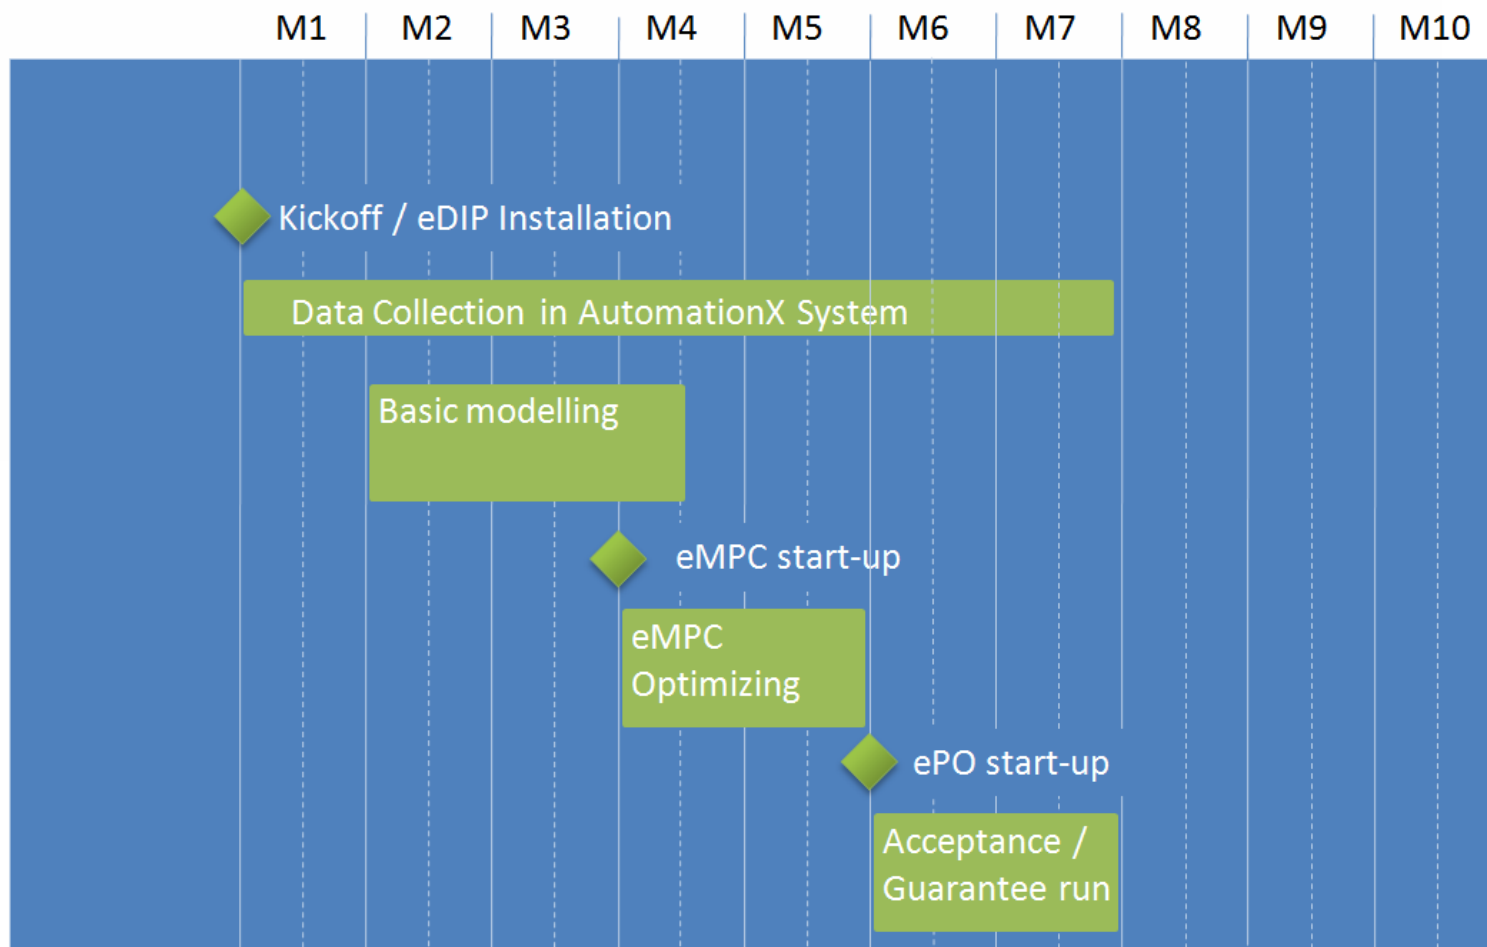 M1 M2 M3 M4 M5 M6 M7 M8 M9 M10
Kickoff / eDIP Installation
Data Collection in AutomationX System
Basic modelling
eMPC start-up
eMPC
Optimizing
ePO start-up
Acceptance /
Guarantee run